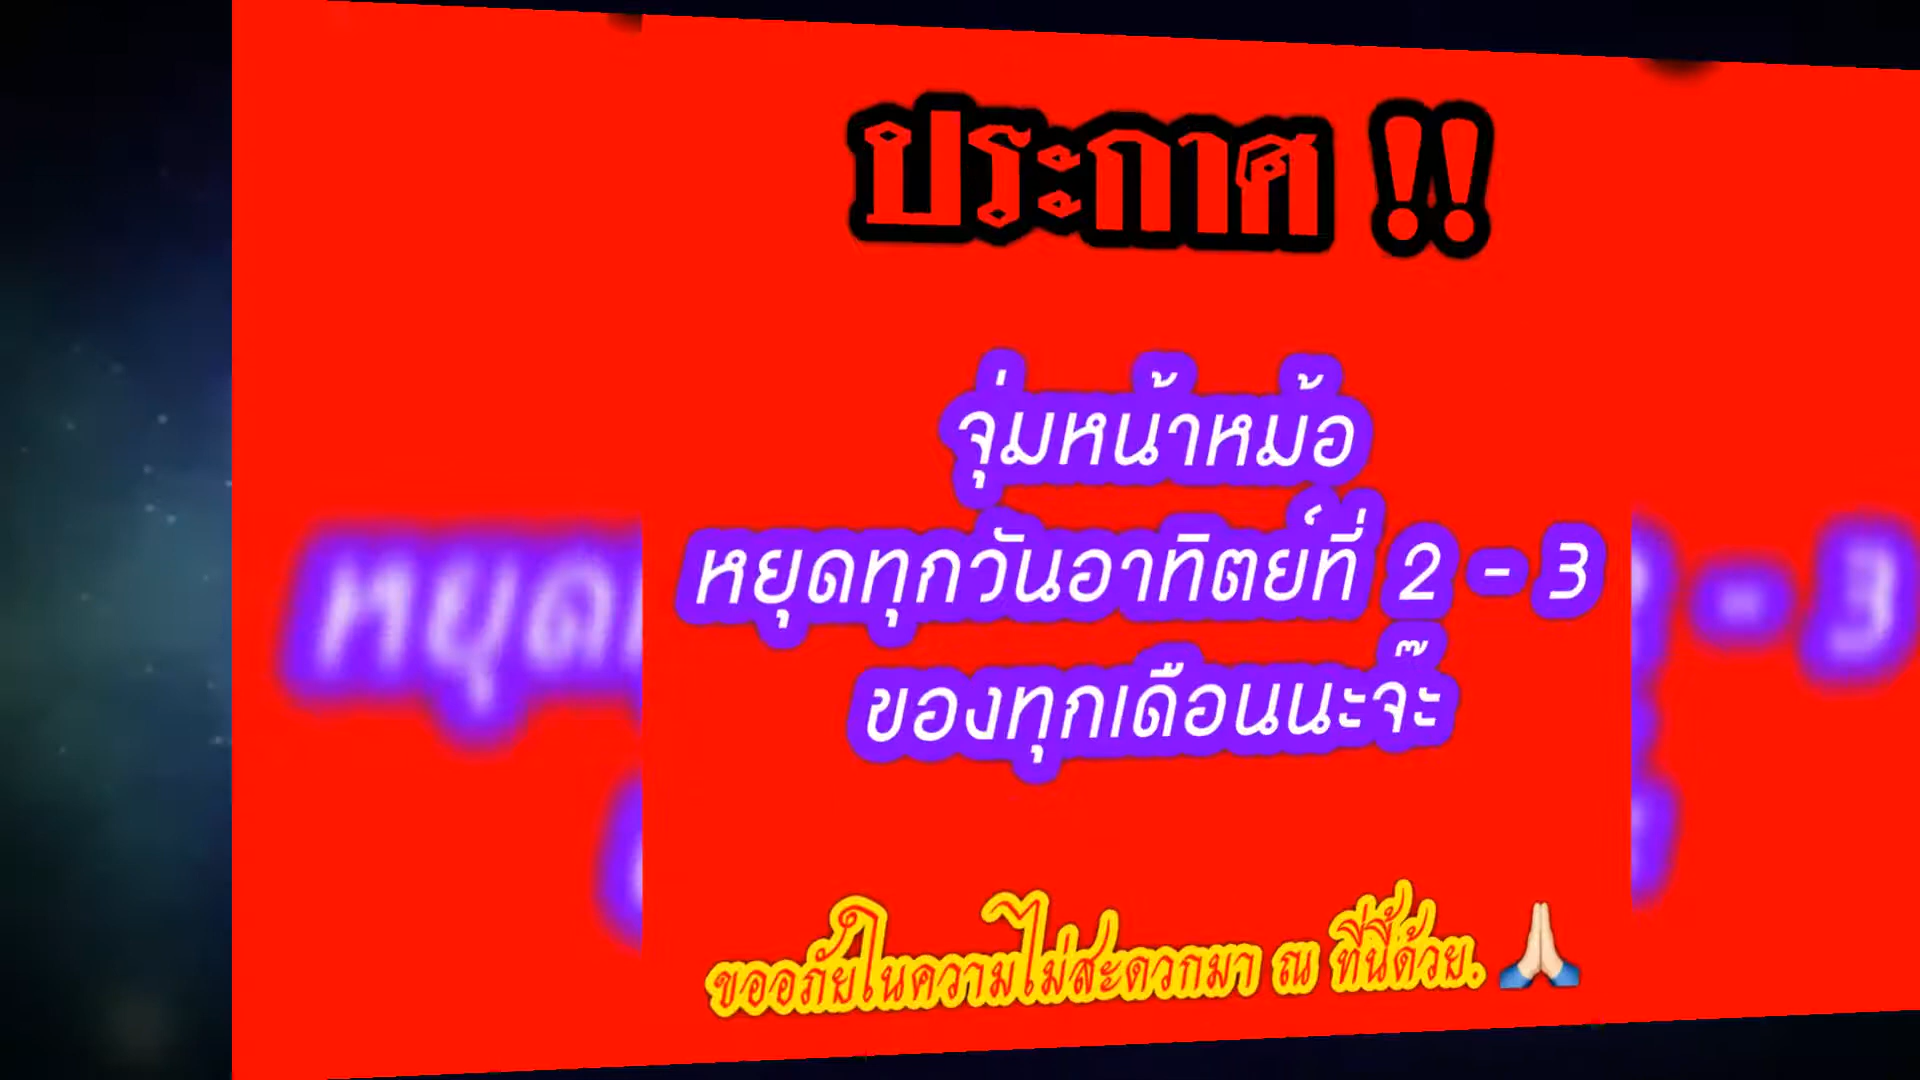 ประกาศ !!
จุ่มหน้าหม้อ
หยุดทุกวันอาทิตย์ที่ 2 - 3
ของทุกเดือนนะจ๊ะ
ขออภัยในความไม่สะดวกมา ณ ที่นี้ด้วย. 🙏🏻